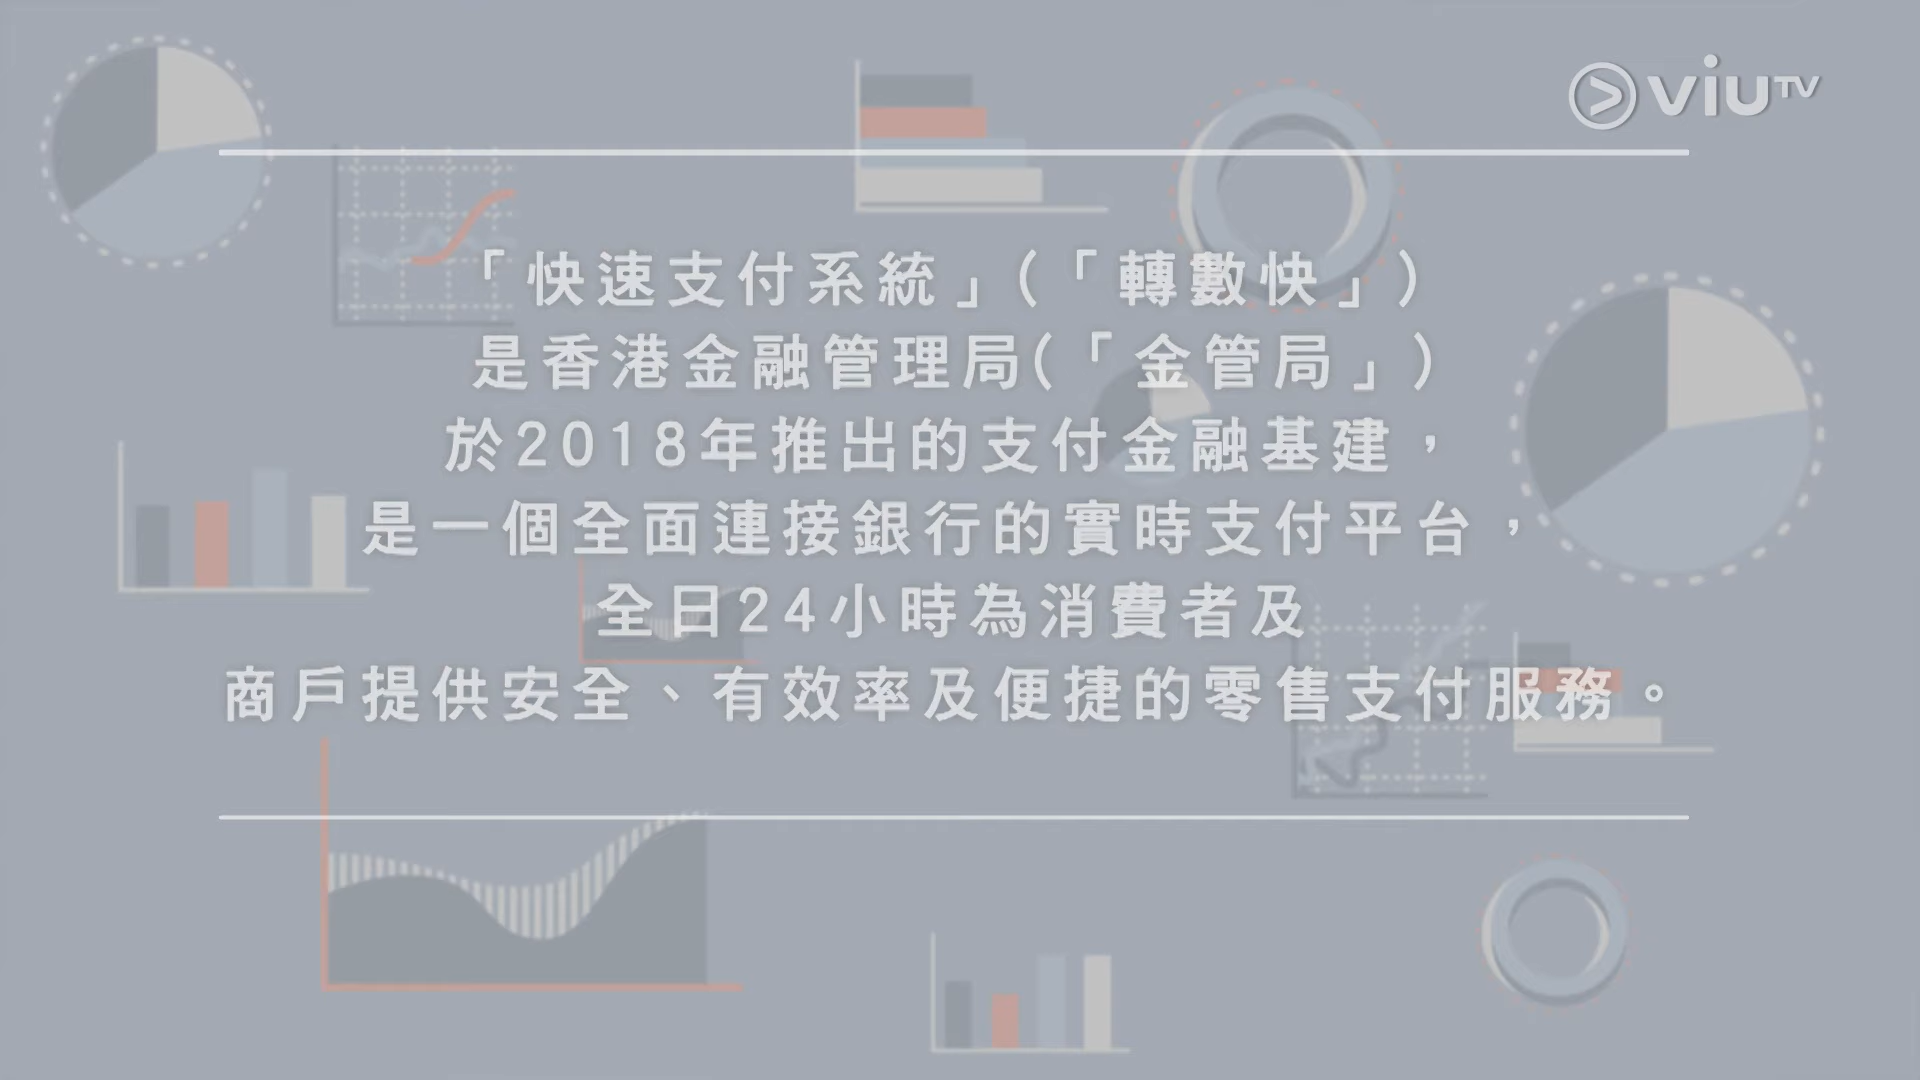 viuTV
「快速支付系統」(「轉數快」)
是香港金融管理局(「金管局」)
於2018年推出的支付金融基建，
是一個全面連接銀行的實時支付平台，
全日24小時為消費者及
商戶提供安全、有效率及便捷的零售支付服務。